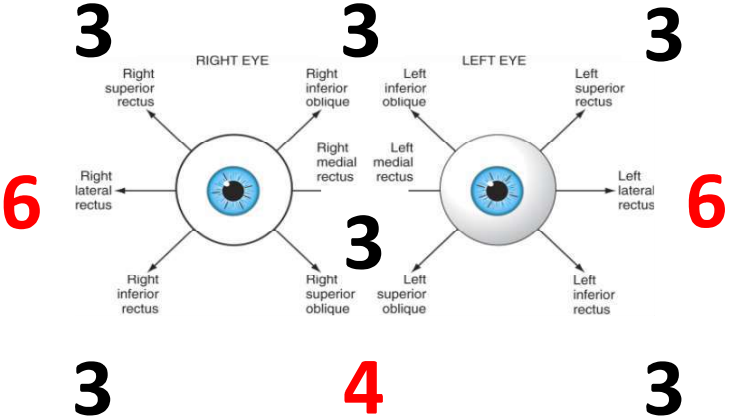 3
3
3
RIGHT EYE
LEFT EYE
Right
superior
rectus
Right
inferior
oblique
Left
inferior
oblique
Left
superior
rectus
Right
lateral
rectus
Right
medial
rectus
Left
medial
rectus
Left
lateral
rectus
6
6
3
Right
inferior
rectus
Right
superior
oblique
Left
superior
oblique
Left
inferior
rectus
3
4
3